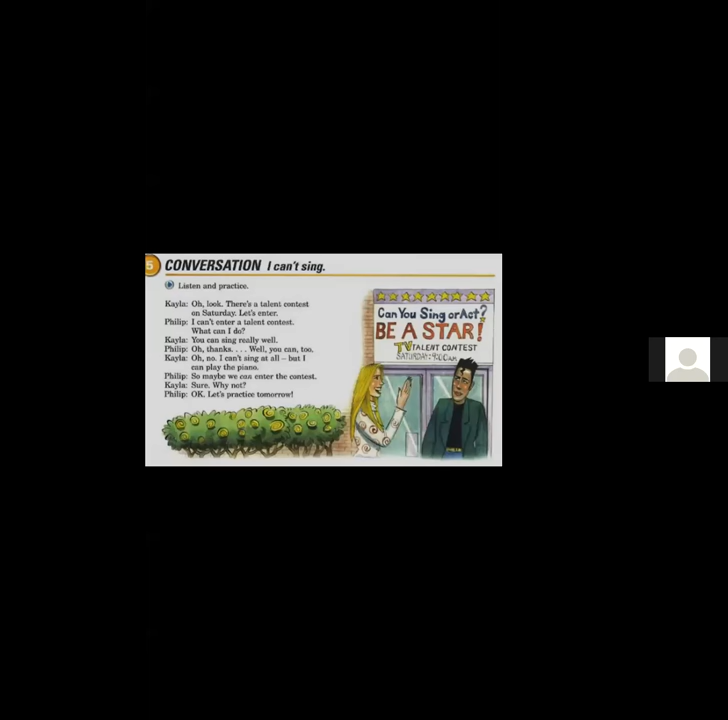 5 CONVERSATION I can't sing.
Listen and practice.
Kayla: Oh, look. There's a talent contest
on Saturday. Let's enter.
Philip: I can't enter a talent contest.
What can I do?
Kayla: You can sing really well.
Philip: Oh, thanks. . . . Well, you can, too.
Kayla: Oh, no. I can't sing at all – but I
can play the piano.
Philip: So maybe we can enter the contest.
Kayla: Sure. Why not?
Philip: OK. Let's practice tomorrow!
Can You Sing or Act?
BE A STAR!
TV TALENT CONTEST
SATURDAY: 9:00 a.m.